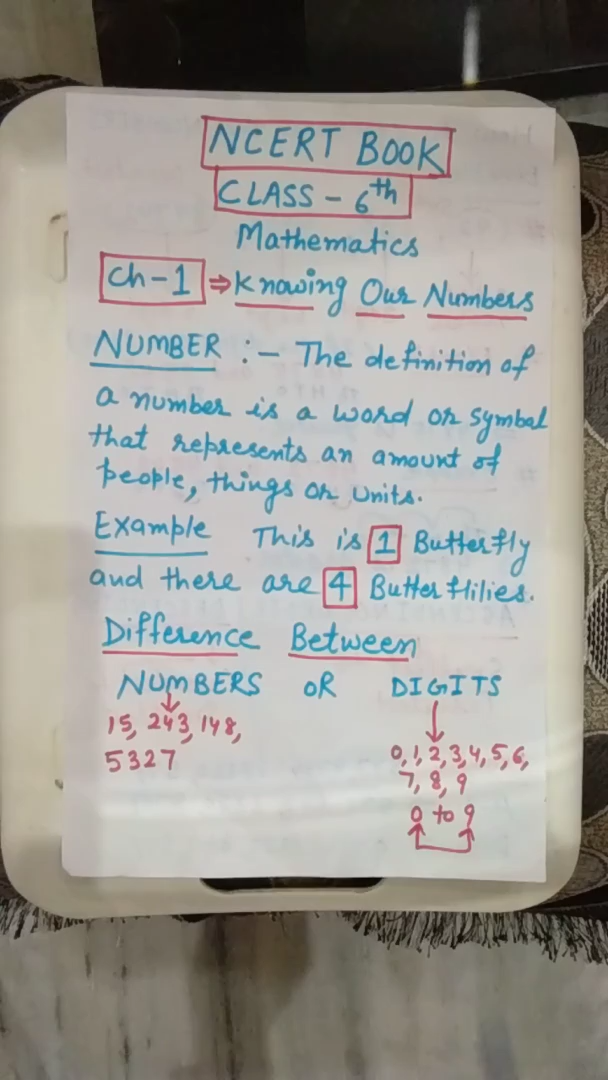 NCERT BOOK
CLASS - 6th
Mathematics
Ch-1 ⇒ Knowing Our Numbers
NUMBER :- The definition of
a number is a word or symbal
that represents an amount of
people, things or units.
Example This is 1 Butterfly
and there are 4 Butterflilies.
Difference Between
NUMBERS OR DIGITS
15, 243, 148,
5327
0,1,2,3,4,5,6,
7, 8, 9
0 to 9